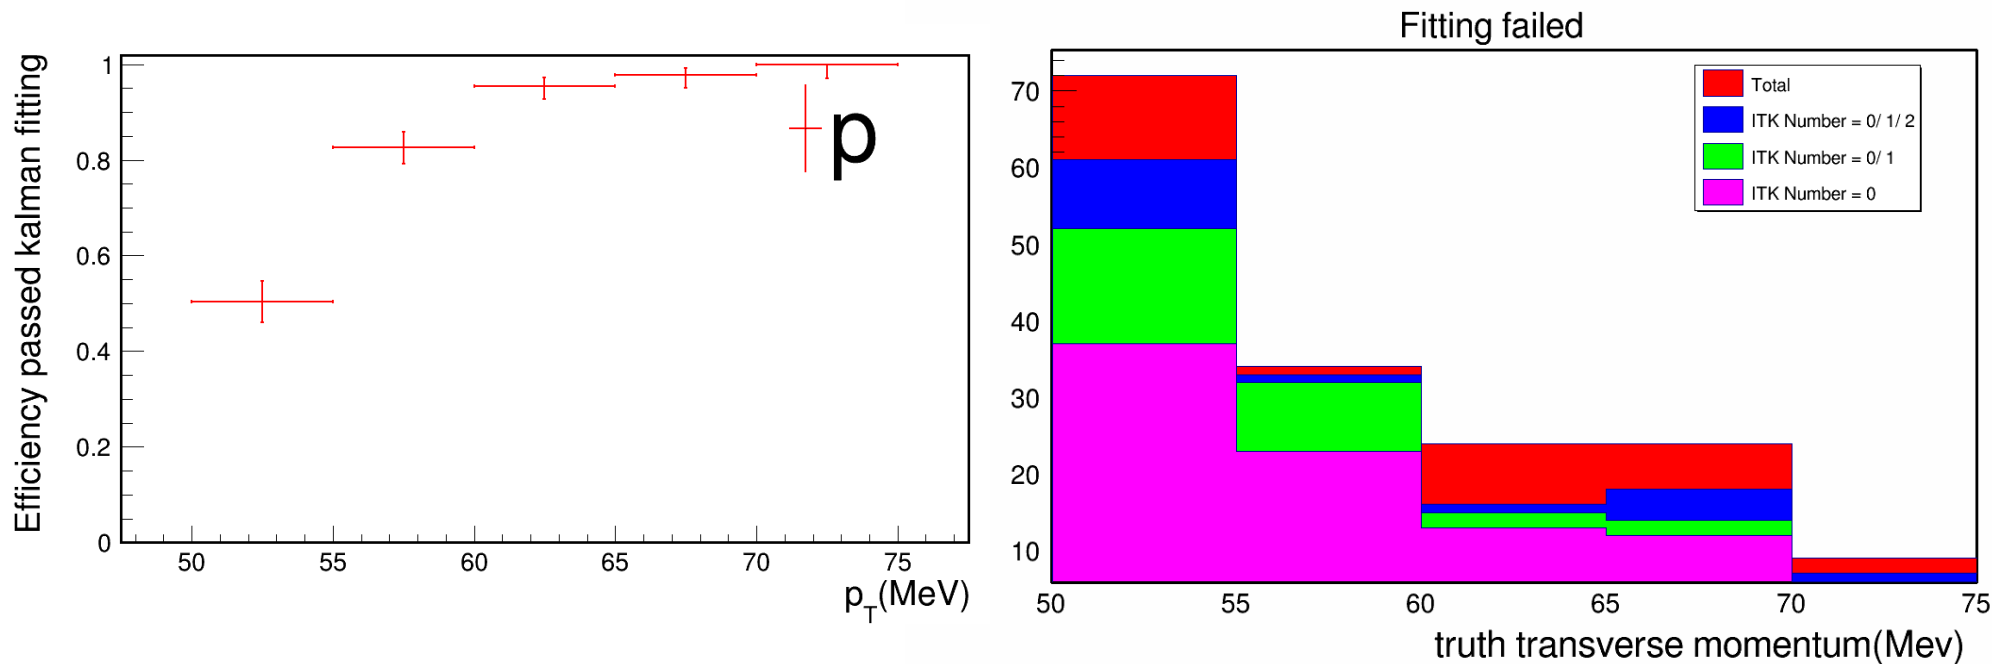 Efficiency passed kalman fitting
1
0.8
0.6
0.4
0.2
0
50 55 60 65 70 75
pT(MeV)
p
Fitting failed
70
60
50
40
30
20
10
50 55 60 65 70 75
truth transverse momentum(Mev)
Total
ITK Number = 0/ 1/ 2
ITK Number = 0/ 1
ITK Number = 0